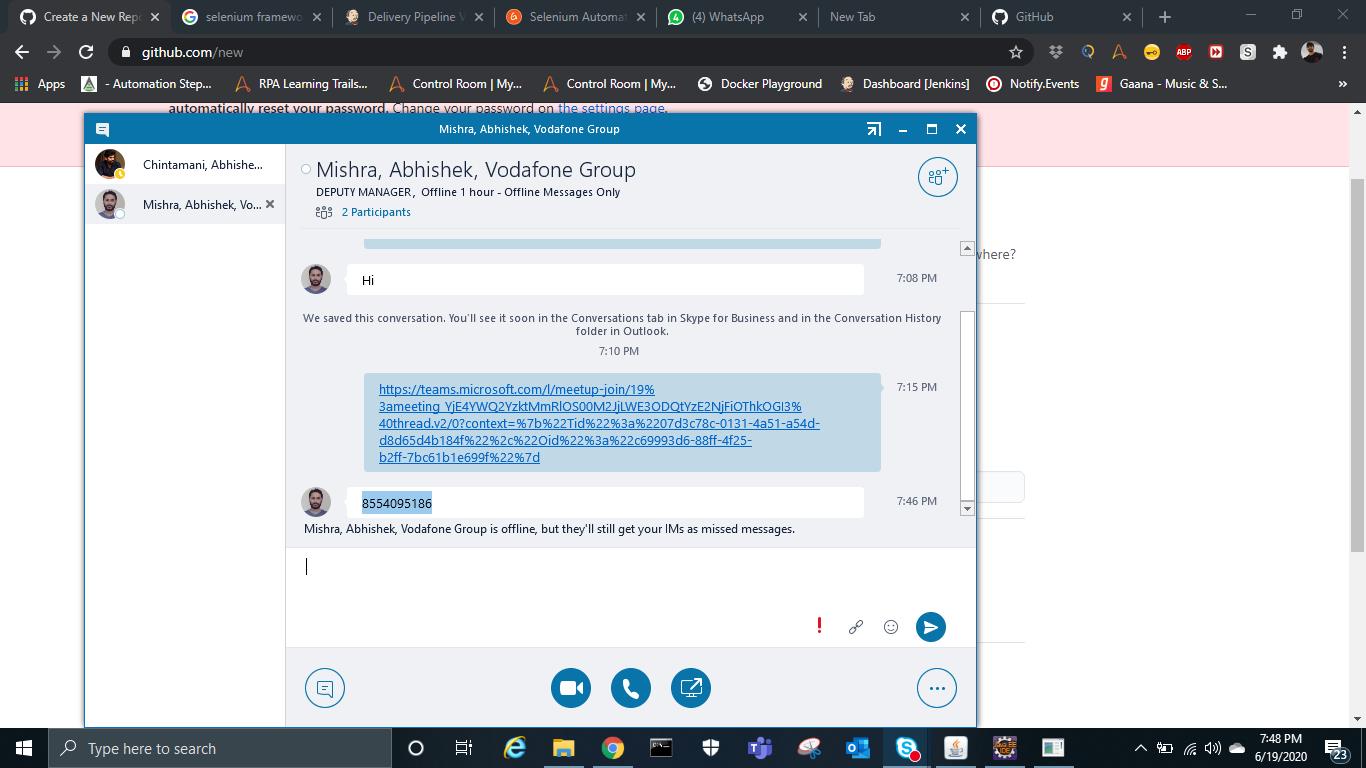 Create a New Repo
selenium framewo
Delivery Pipeline V
Selenium Automat
(4) WhatsApp
New Tab
GitHub
github.com/new
ABP
S
Apps
- Automation Step...
RPA Learning Trails...
Control Room | My...
Control Room | My...
Docker Playground
Dashboard [Jenkins]
Notify.Events
Gaana - Music & S...
»
automatically reset your password. Change your password on the settings page.
Mishra, Abhishek, Vodafone Group
Chintamani, Abhishe...
Mishra, Abhishek, Vo...
Mishra, Abhishek, Vodafone Group
DEPUTY MANAGER, Offline 1 hour - Offline Messages Only
2 Participants
where?
Hi
7:08 PM
We saved this conversation. You'll see it soon in the Conversations tab in Skype for Business and in the Conversation History
folder in Outlook.
7:10 PM
https://teams.microsoft.com/l/meetup-join/19%
3ameeting_YjE4YWQ2YzktMmRlOS00M2JjLWE3ODQtYzE2NjFiOThkOGI3%
40thread.v2/0?context=%7b%22Tid%22%3a%2207d3c78c-0131-4a51-a54d-
d8d65d4b184f%22%2c%22Oid%22%3a%22c69993d6-88ff-4f25-
b2ff-7bc61b1e699f%22%7d
7:15 PM
8554095186
7:46 PM
Mishra, Abhishek, Vodafone Group is offline, but they'll still get your IMs as missed messages.
Type here to search
7:48 PM
6/19/2020
23